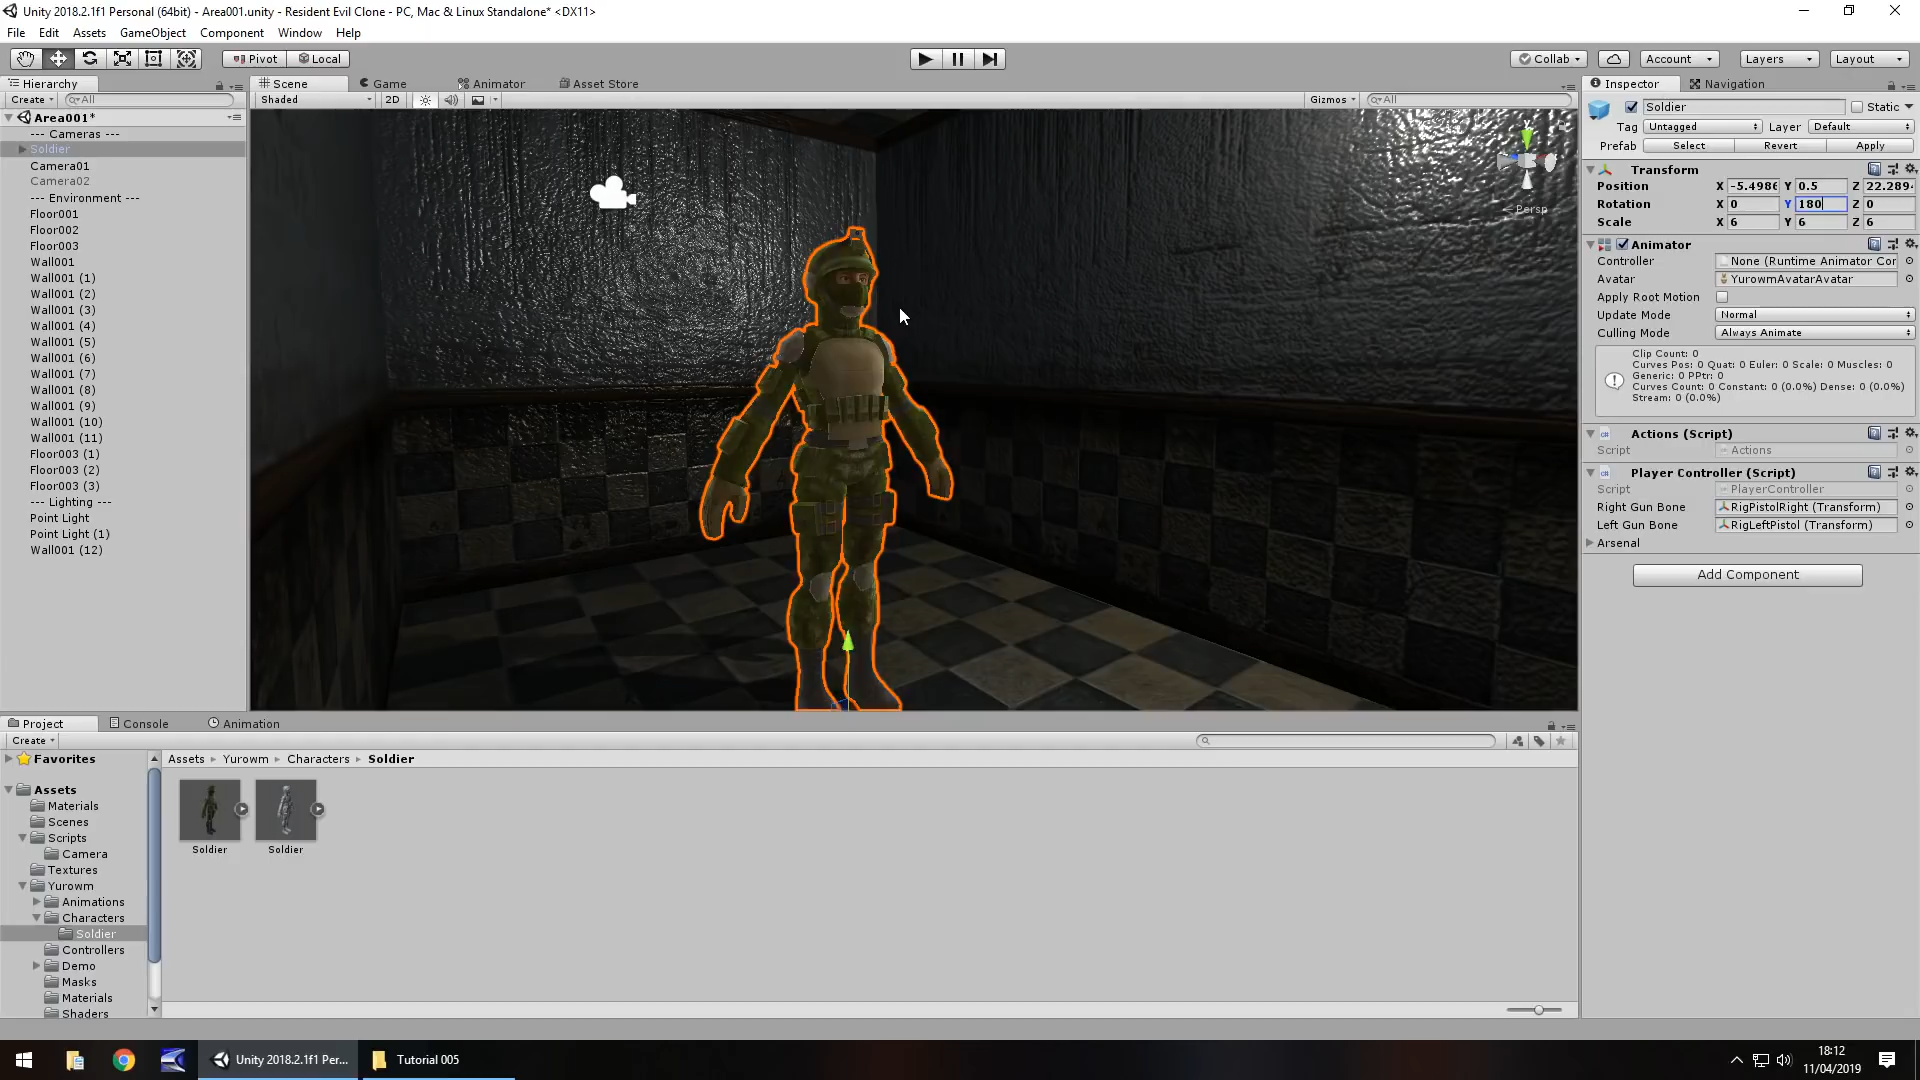 Unity 2018.2.1f1 Personal (64bit) - Area001.unity - Resident Evil Clone - PC, Mac & Linux Standalone* <DX11>
File Edit Assets GameObject Component Window Help
Pivot Local Collab Account Layers Layout
Hierarchy
Create All
Area001*
--- Cameras ---
Soldier
Camera01
Camera02
--- Environment ---
Floor001
Floor002
Floor003
Wall001
Wall001 (1)
Wall001 (2)
Wall001 (3)
Wall001 (4)
Wall001 (5)
Wall001 (6)
Wall001 (7)
Wall001 (8)
Wall001 (9)
Wall001 (10)
Wall001 (11)
Floor003 (1)
Floor003 (2)
Floor003 (3)
--- Lighting ---
Point Light
Point Light (1)
Wall001 (12)
Scene Game Animator Asset Store
Shaded 2D Gizmos All
Persp
Inspector Navigation
Soldier Static
Tag Untagged Layer Default
Prefab Select Revert Apply
Transform
Position X -5.4986 Y 0.5 Z 22.289
Rotation X 0 Y 180 Z 0
Scale X 6 Y 6 Z 6
Animator
Controller None (Runtime Animator Cor
Avatar YurowmAvatarAvatar
Apply Root Motion
Update Mode Normal
Culling Mode Always Animate
Clip Count: 0
Curves Pos: 0 Quat: 0 Euler: 0 Scale: 0 Muscles: 0
Generic: 0 PPtr: 0
Curves Count: 0 Constant: 0 (0.0%) Dense: 0 (0.0%)
Stream: 0 (0.0%)
Actions (Script)
Script Actions
Player Controller (Script)
Script PlayerController
Right Gun Bone RigPistolRight (Transform)
Left Gun Bone RigLeftPistol (Transform)
Arsenal
Add Component
Project Console Animation
Create
Favorites
Assets
Materials
Scenes
Scripts
Camera
Textures
Yurowm
Animations
Characters
Soldier
Controllers
Demo
Masks
Materials
Shaders
Assets Yurowm Characters Soldier
Soldier Soldier
Unity 2018.2.1f1 Per... Tutorial 005
18:12
11/04/2019